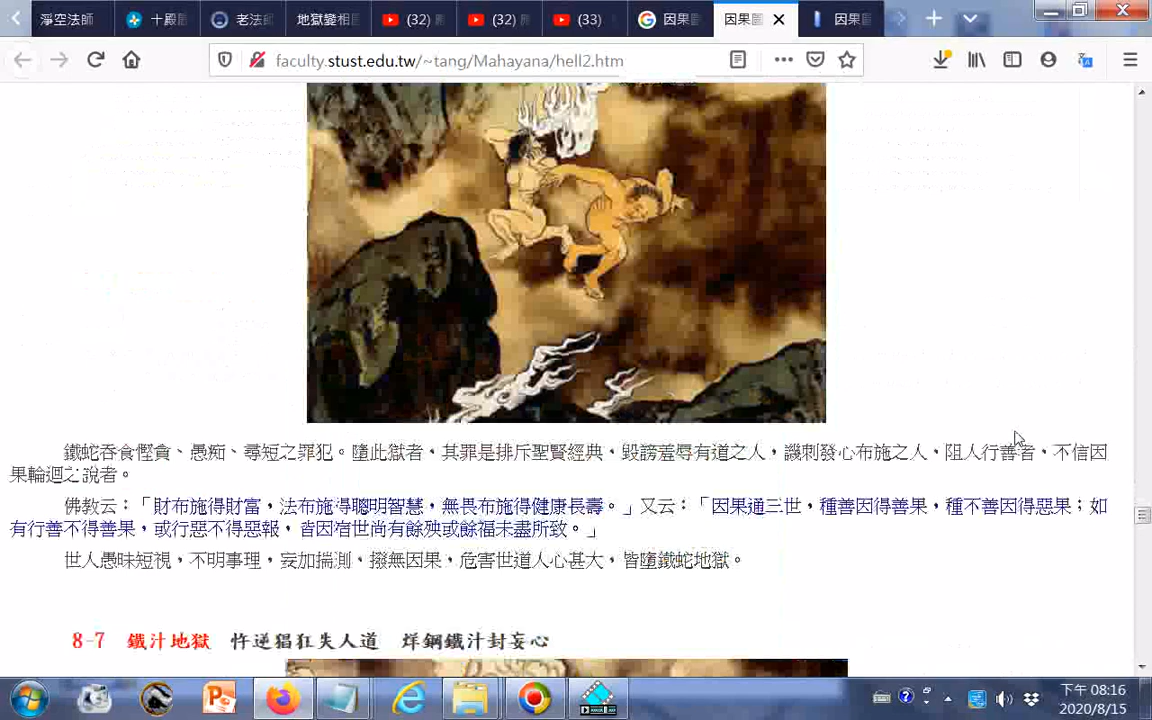 淨空法師
十殿
老法師
地獄變相
(32)
(32)
(33)
因果圖
因果圖
因果圖
faculty.stust.edu.tw/~tang/Mahayana/hell2.htm
鐵蛇吞食慳貪、愚痴、尋短之罪犯。墮此獄者，其罪是排斥聖賢經典，毀謗羞辱有道之人，譏刺發心布施之人，阻人行善者，不信因
果輪迴之說者。
佛教云：「財布施得財富，法布施得聰明智慧，無畏布施得健康長壽。」又云：「因果通三世，種善因得善果，種不善因得惡果；如
有行善不得善果，或行惡不得惡報，皆因宿世尚有餘殃或餘福未盡所致。」
世人愚昧短視，不明事理，妄加揣測，撥無因果，危害世道人心甚大，皆墮鐵蛇地獄。
8-7 鐵汁地獄 忤逆猖狂失人道 烊鋼鐵汁封妄心
下午 08:16
2020/8/15